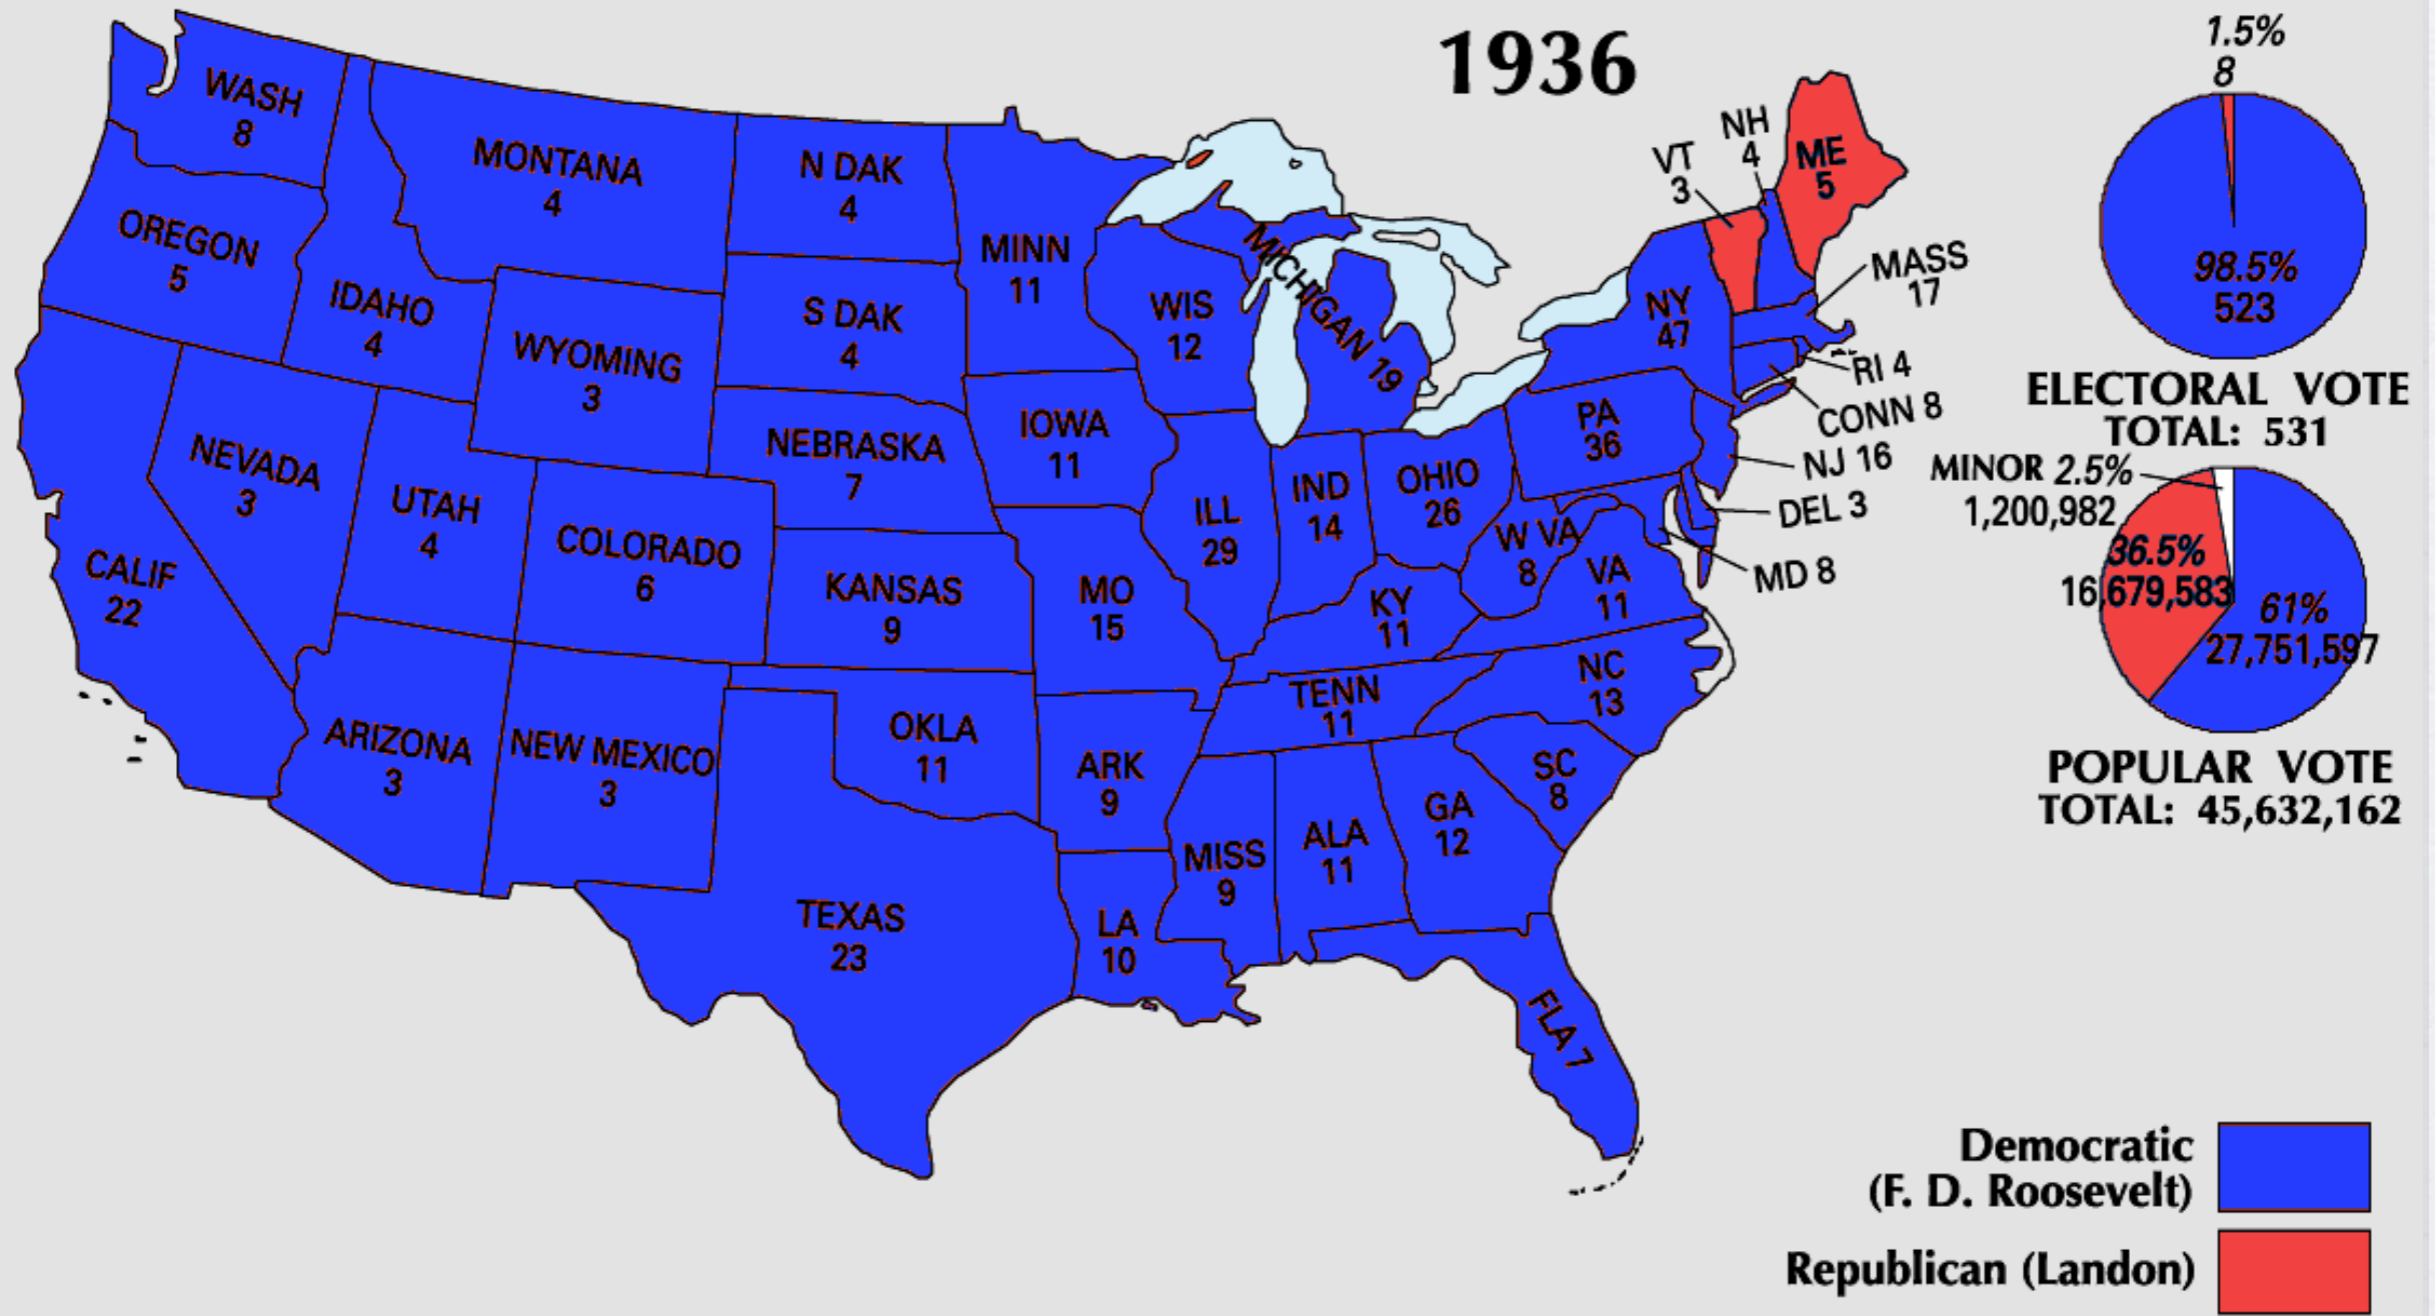 1936
WASH
8
OREGON
5
CALIF
22
NEVADA
3
IDAHO
4
MONTANA
4
WYOMING
3
UTAH
4
COLORADO
6
ARIZONA
3
NEW MEXICO
3
N DAK
4
S DAK
4
NEBRASKA
7
KANSAS
9
OKLA
11
TEXAS
23
MINN
11
IOWA
11
MO
15
ARK
9
LA
10
WIS
12
ILL
29
MICHIGAN 19
IND
14
OHIO
26
KY
11
TENN
11
MISS
9
ALA
11
GA
12
FLA 7
SC
8
NC
13
VA
11
W VA
8
PA
36
NY
47
VT
3
NH
4
ME
5
MASS
17
RI 4
CONN 8
NJ 16
DEL 3
MD 8
1.5%
8
98.5%
523
ELECTORAL VOTE
TOTAL: 531
MINOR 2.5%
1,200,982
36.5%
16,679,583
61%
27,751,597
POPULAR VOTE
TOTAL: 45,632,162
Democratic
(F. D. Roosevelt)
Republican (Landon)